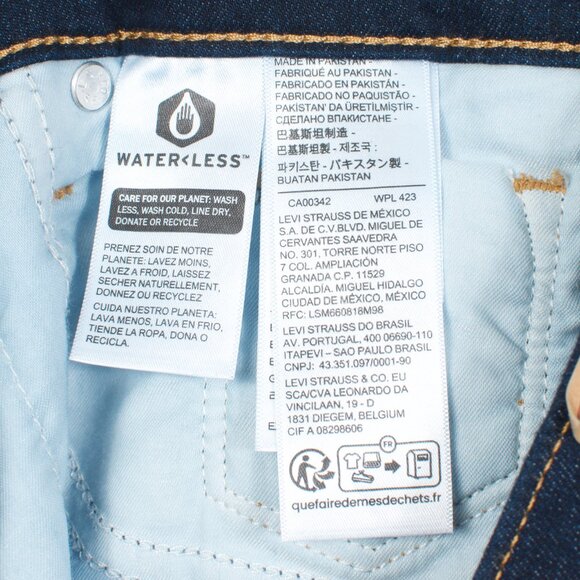 WATER<LESS™
CARE FOR OUR PLANET: WASH
LESS, WASH COLD, LINE DRY,
DONATE OR RECYCLE
PRENEZ SOIN DE NOTRE
PLANETE: LAVEZ MOINS,
LAVEZ A FROID, LAISSEZ
SECHER NATURELLEMENT,
DONNEZ OU RECYCLEZ
CUIDA NUESTRO PLANETA:
LAVA MENOS, LAVA EN FRIO,
TIENDE LA ROPA, DONA O
RECICLA.
MADE IN PAKISTAN -
FABRIQUÉ AU PAKISTAN -
FABRICADO EN PAKISTÁN -
FABRICADO NO PAQUISTÃO -
PAKİSTAN'DA ÜRETİLMİŞTİR -
СДЕЛАНО ВПАКИСТАНЕ -
巴基斯坦制造 -
巴基斯坦製 - 제조국 :
파키스탄 - パキスタン製 -
BUATAN PAKISTAN
CA00342 WPL 423
LEVI STRAUSS DE MÉXICO
S.A. DE C.V.BLVD. MIGUEL DE
CERVANTES SAAVEDRA
NO. 301, TORRE NORTE PISO
7 COL. AMPLIACIÓN
GRANADA C.P. 11529
ALCALDÍA. MIGUEL HIDALGO
CIUDAD DE MÉXICO, MÉXICO
RFC: LSM660818M98
LEVI STRAUSS DO BRASIL
AV. PORTUGAL, 400 06690-110
ITAPEVI – SAO PAULO BRASIL
CNPJ: 43.351.097/0001-90
LEVI STRAUSS & CO. EU
SCA/CVA LEONARDO DA
VINCILAAN, 19 - D
1831 DIEGEM, BELGIUM
CIF A 08298606
FR
quefairedemesdechets.fr